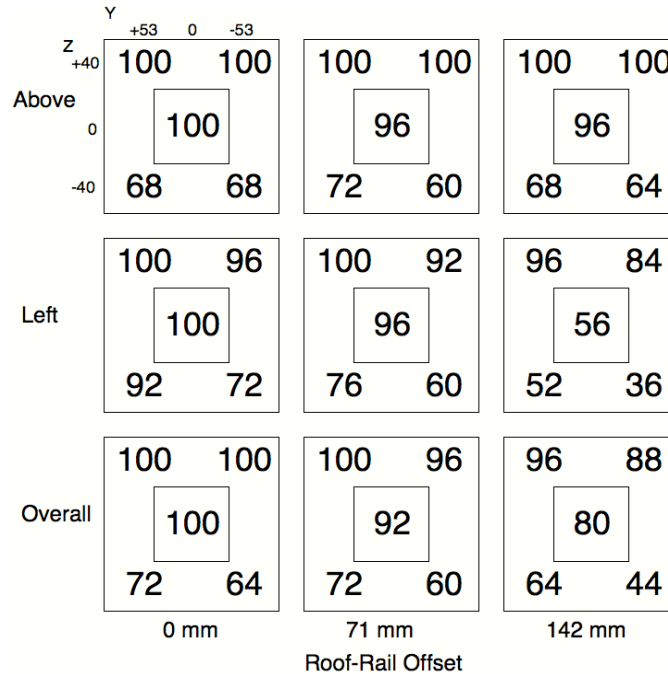 Y
+53 0 -53
Z
+40 100 100 100 100 100 100
Above
0 100 96 96
-40 68 68 72 60 68 64
100 96 100 92 96 84
Left 100 96 56
92 72 76 60 52 36
100 100 100 96 96 88
Overall 100 92 80
72 64 72 60 64 44
0 mm 71 mm 142 mm
Roof-Rail Offset